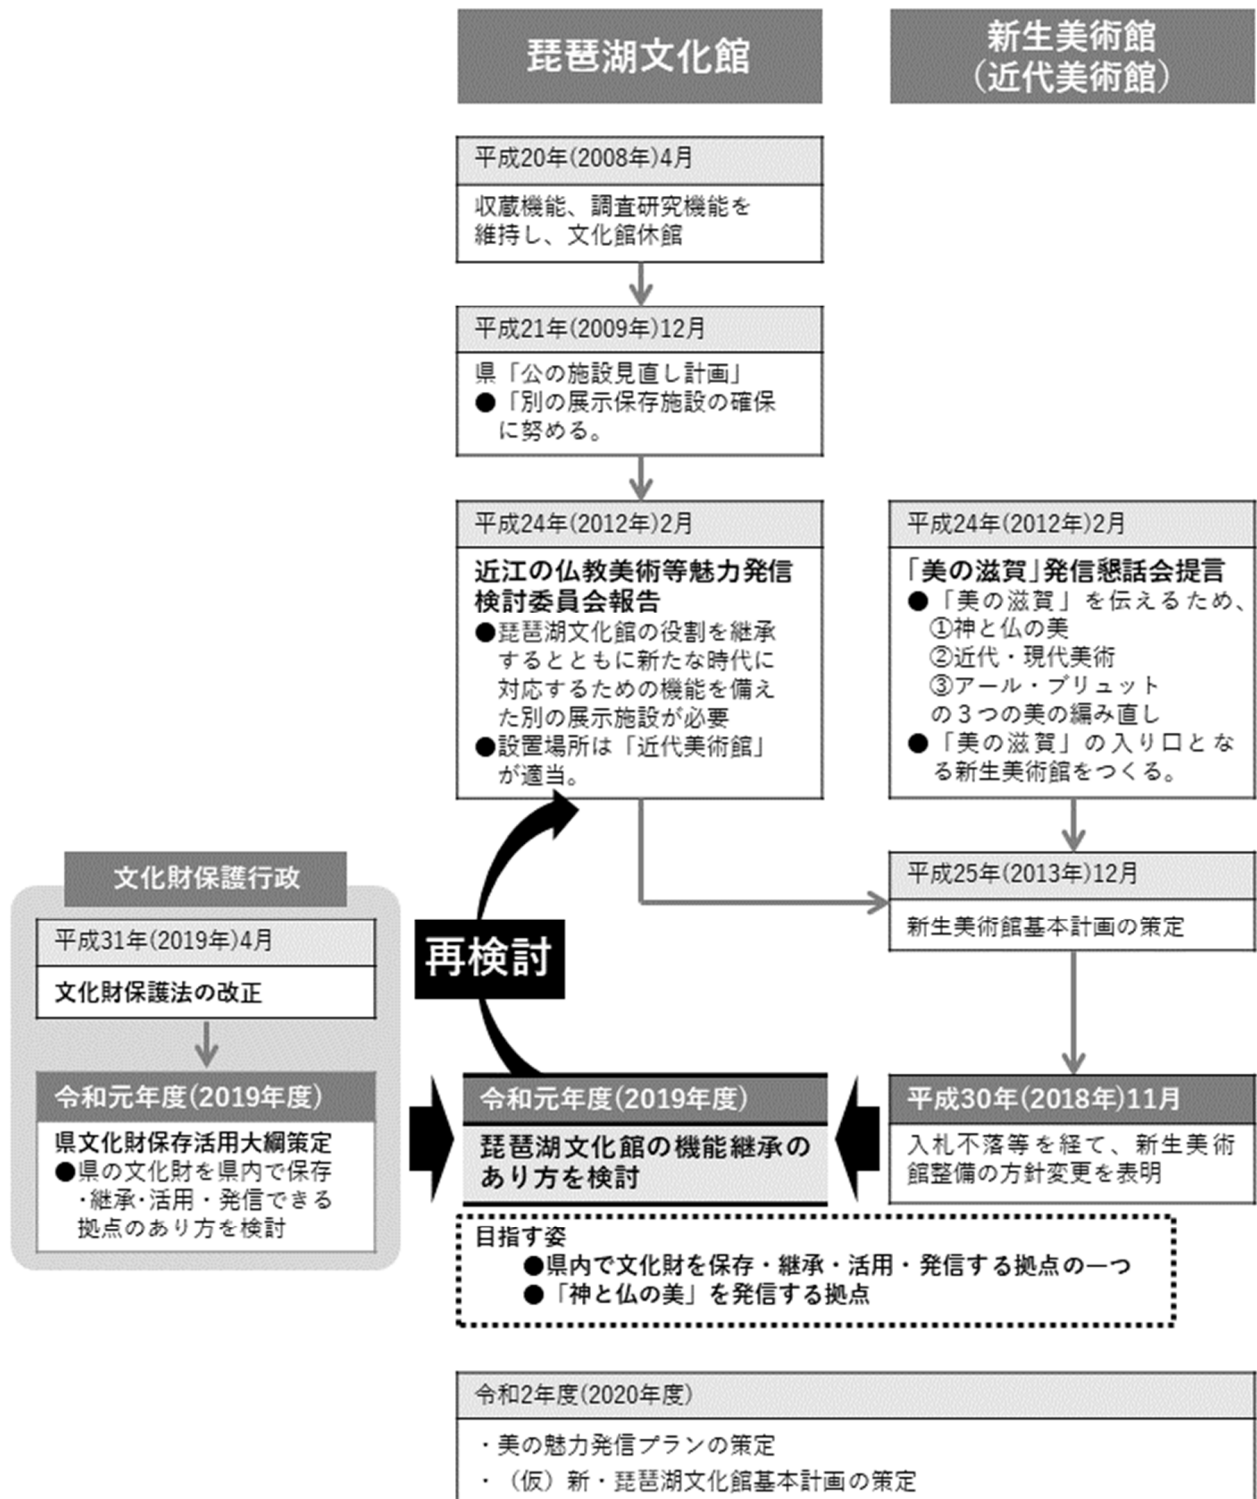 琵琶湖文化館
新生美術館
（近代美術館）
平成20年(2008年)4月
収蔵機能、調査研究機能を
維持し、文化館休館
平成21年(2009年)12月
県「公の施設見直し計画」
●「別の展示保存施設の確保
に努める。
平成24年(2012年)2月
近江の仏教美術等魅力発信
検討委員会報告
●琵琶湖文化館の役割を継承
するとともに新たな時代に
対応するための機能を備え
た別の展示施設が必要
●設置場所は「近代美術館」
が適当。
平成24年(2012年)2月
「美の滋賀」発信懇話会提言
●「美の滋賀」を伝えるため、
①神と仏の美
②近代・現代美術
③アール・ブリュット
の３つの美の編み直し
●「美の滋賀」の入り口とな
る新生美術館をつくる。
平成25年(2013年)12月
新生美術館基本計画の策定
文化財保護行政
平成31年(2019年)4月
文化財保護法の改正
再検討
令和元年度(2019年度)
県文化財保存活用大綱策定
●県の文化財を県内で保存
・継承・活用・発信できる
拠点のあり方を検討
令和元年度(2019年度)
琵琶湖文化館の機能継承の
あり方を検討
平成30年(2018年)11月
入札不落等を経て、新生美術
館整備の方針変更を表明
目指す姿
●県内で文化財を保存・継承・活用・発信する拠点の一つ
●「神と仏の美」を発信する拠点
令和2年度(2020年度)
・美の魅力発信プランの策定
・（仮）新・琵琶湖文化館基本計画の策定